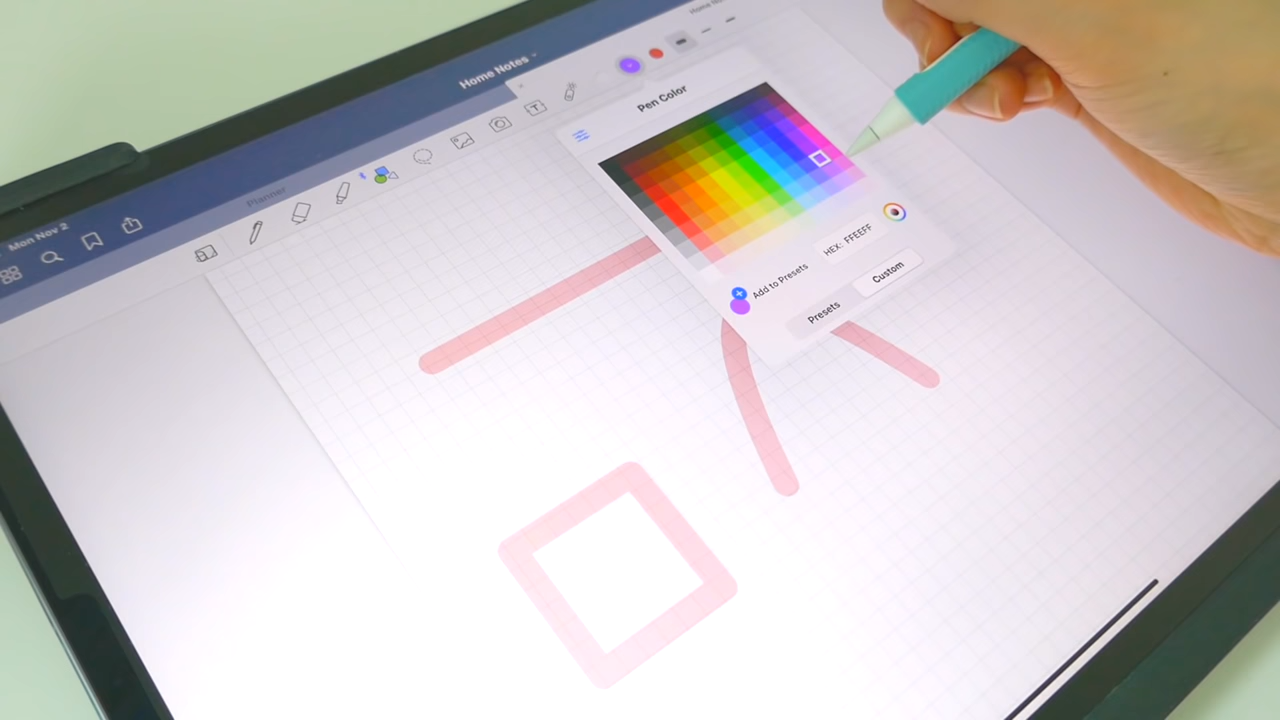 Home Notes
Mon Nov 2
Planner
T
Pen Color
HEX: FFEEFF
Add to Presets
Custom
Presets